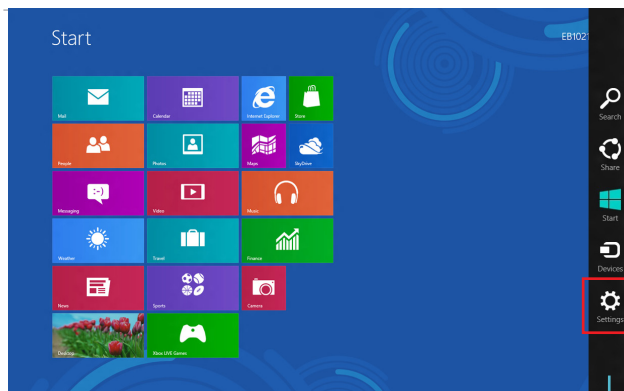 Start
EB1021
Mail
Calendar
Internet Explorer
Store
People
Photos
Maps
SkyDrive
Messaging
Video
Music
Weather
Travel
Finance
News
Sports
Camera
Desktop
Xbox LIVE Games
Search
Share
Start
Devices
Settings